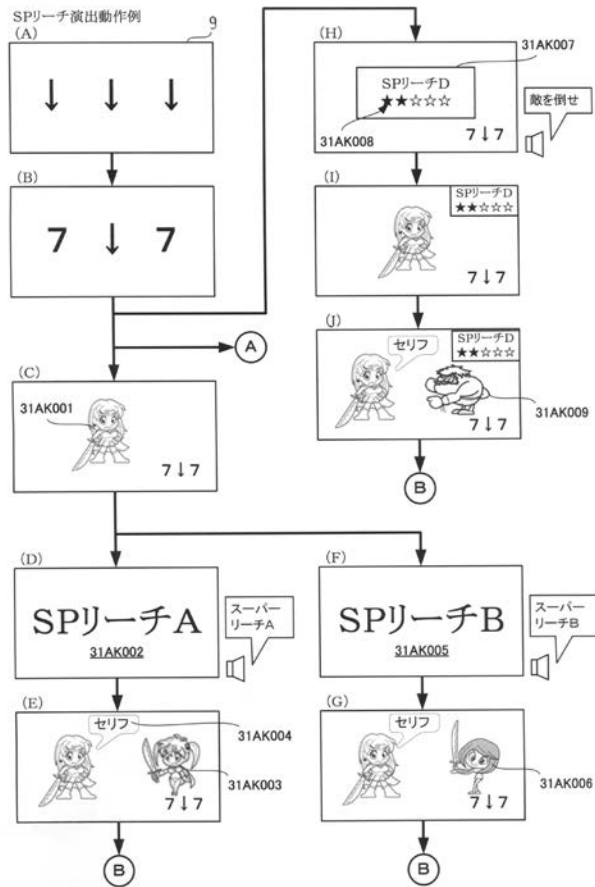 SPリーチ演出動作例
(A)
9
↓ ↓ ↓
(B)
7 ↓ 7
A
(C)
31AK001
7↓7
(D)
SPリーチA
31AK002
スーパー
リーチA
(E)
セリフ
31AK004
31AK003
7↓7
B
(F)
SPリーチB
31AK005
スーパー
リーチB
(G)
セリフ
31AK006
7↓7
B
(H)
31AK007
SPリーチD
★★☆☆☆
31AK008
7↓7
敵を倒せ
(I)
SPリーチD
★★☆☆☆
7↓7
(J)
セリフ
SPリーチD
★★☆☆☆
31AK009
7↓7
B